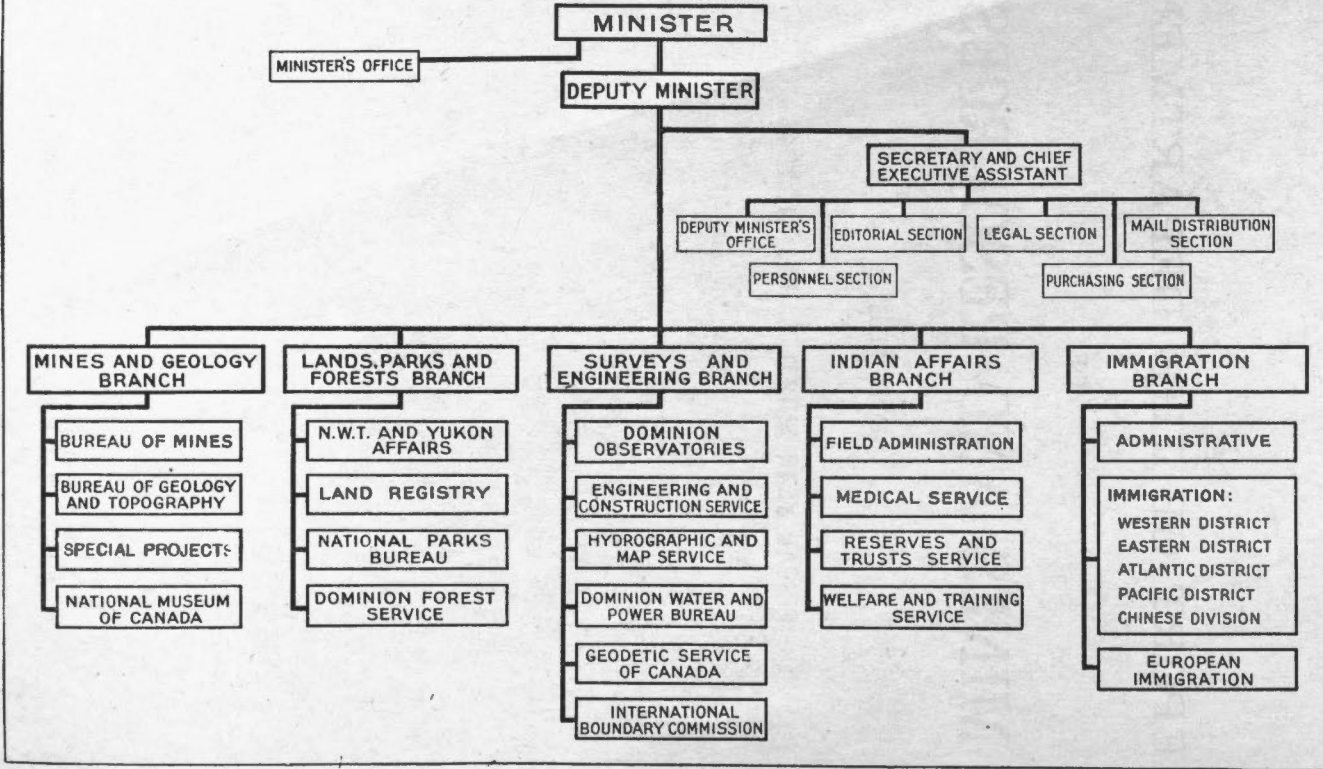 MINISTER
MINISTER'S OFFICE
DEPUTY MINISTER
SECRETARY AND CHIEF
EXECUTIVE ASSISTANT
DEPUTY MINISTER'S
OFFICE
EDITORIAL SECTION
LEGAL SECTION
MAIL DISTRIBUTION
SECTION
PERSONNEL SECTION
PURCHASING SECTION
MINES AND GEOLOGY
BRANCH
BUREAU OF MINES
BUREAU OF GEOLOGY
AND TOPOGRAPHY
SPECIAL PROJECTS
NATIONAL MUSEUM
OF CANADA
LANDS, PARKS AND
FORESTS BRANCH
N.W.T. AND YUKON
AFFAIRS
LAND REGISTRY
NATIONAL PARKS
BUREAU
DOMINION FOREST
SERVICE
SURVEYS AND
ENGINEERING BRANCH
DOMINION
OBSERVATORIES
ENGINEERING AND
CONSTRUCTION SERVICE
HYDROGRAPHIC AND
MAP SERVICE
DOMINION WATER AND
POWER BUREAU
GEODETIC SERVICE
OF CANADA
INTERNATIONAL
BOUNDARY COMMISSION
INDIAN AFFAIRS
BRANCH
FIELD ADMINISTRATION
MEDICAL SERVICE
RESERVES AND
TRUSTS SERVICE
WELFARE AND TRAINING
SERVICE
IMMIGRATION
BRANCH
ADMINISTRATIVE
IMMIGRATION:
WESTERN DISTRICT
EASTERN DISTRICT
ATLANTIC DISTRICT
PACIFIC DISTRICT
CHINESE DIVISION
EUROPEAN
IMMIGRATION